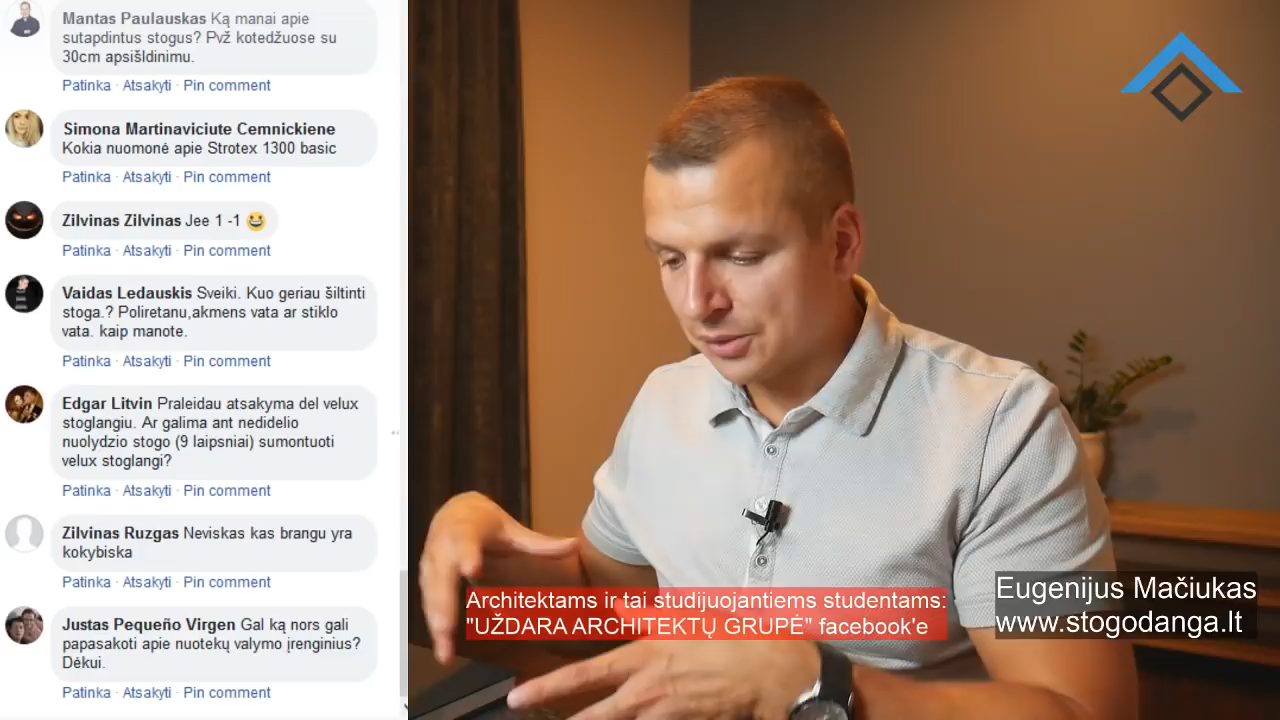 Mantas Paulauskas Ką manai apie
sutapdintus stogus? Pvž kotedžuose su
30cm apsišldinimu.
Patinka · Atsakyti · Pin comment
Simona Martinaviciute Cemnickiene
Kokia nuomonė apie Strotex 1300 basic
Patinka · Atsakyti · Pin comment
Zilvinas Zilvinas Jee 1 -1 😆
Patinka · Atsakyti · Pin comment
Vaidas Ledauskis Sveiki. Kuo geriau šiltinti
stoga.? Poliretanu,akmens vata ar stiklo
vata. kaip manote.
Patinka · Atsakyti · Pin comment
Edgar Litvin Praleidau atsakyma del velux
stoglangiu. Ar galima ant nedidelio
nuolydzio stogo (9 laipsniai) sumontuoti
velux stoglangi?
Patinka · Atsakyti · Pin comment
Zilvinas Ruzgas Neviskas kas brangu yra
kokybiska
Patinka · Atsakyti · Pin comment
Justas Pequeño Virgen Gal ką nors gali
papasakoti apie nuotekų valymo įrenginius?
Dėkui.
Patinka · Atsakyti · Pin comment
Architektams ir tai studijuojantiems studentams:
"UŽDARA ARCHITEKTŲ GRUPĖ" facebook'e
Eugenijus Mačiukas
www.stogodanga.lt